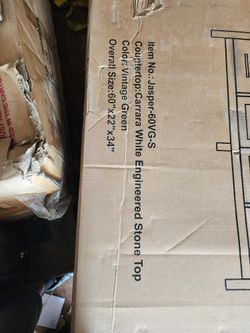 Item No.: Jasper-60VG-S
Countertop:Carrara White Engineered Stone Top
Color:Vintage Green
Overall Size:60"x22"x34"